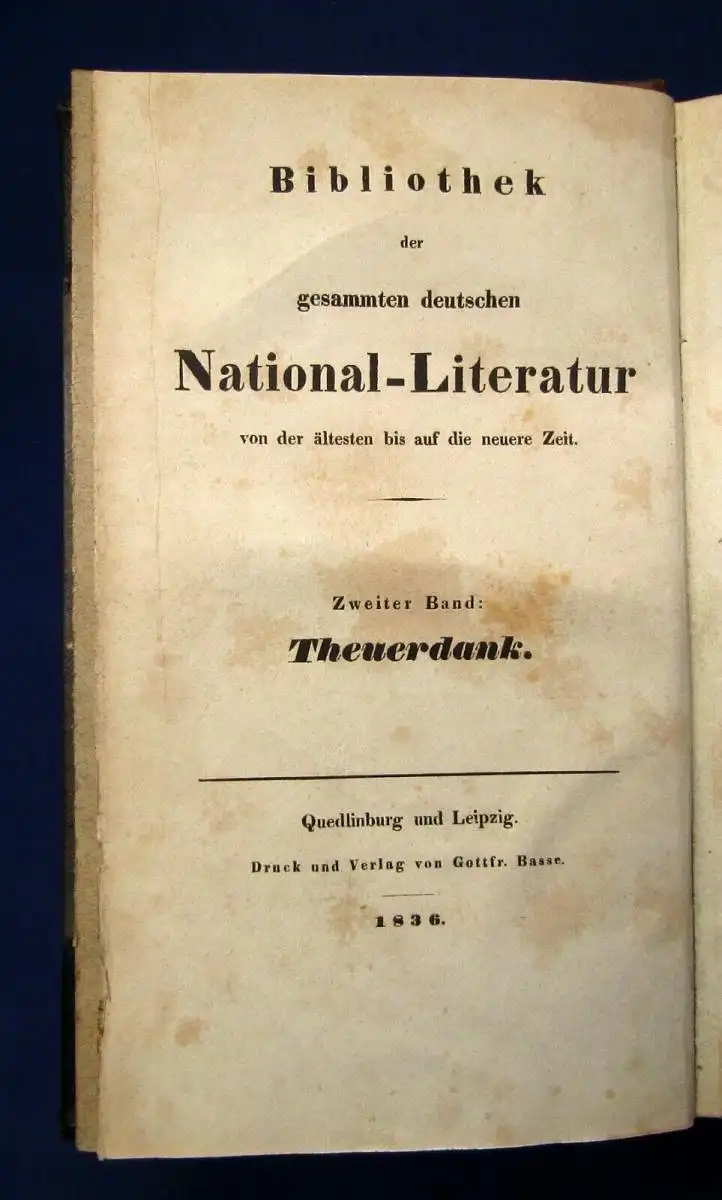 Bibliothek
der
gesammten deutschen
National-Literatur
von der ältesten bis auf die neuere Zeit.
Zweiter Band:
Theuerdank.
Quedlinburg und Leipzig.
Druck und Verlag von Gottfr. Basse.
1836.